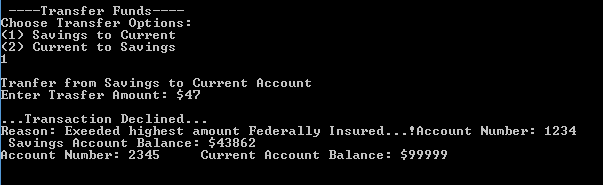 ----Transfer Funds----
Choose Transfer Options:
(1) Savings to Current
(2) Current to Savings
1
Tranfer from Savings to Current Account
Enter Trasfer Amount: $47
...Transaction Declined...
Reason: Exeeded highest amount Federally Insured...!Account Number: 1234
Savings Account Balance: $43862
Account Number: 2345     Current Account Balance: $99999